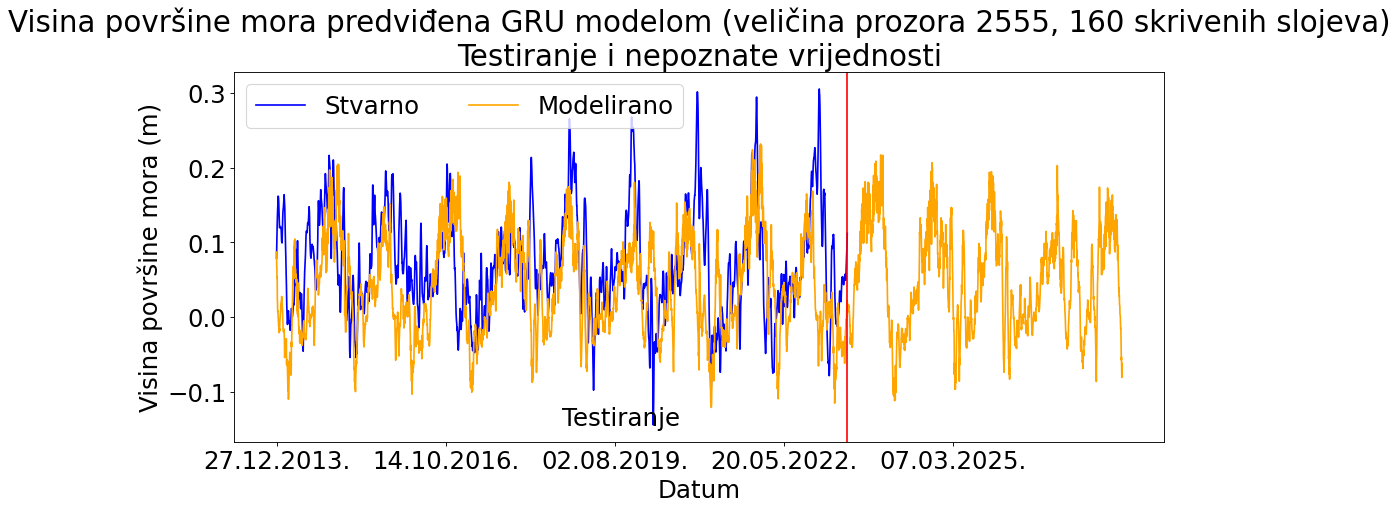 Visina površine mora predviđena GRU modelom (veličina prozora 2555, 160 skrivenih slojeva)
Testiranje i nepoznate vrijednosti
Stvarno Modelirano
Visina površine mora (m)
0.3
0.2
0.1
0.0
−0.1
Testiranje
27.12.2013. 14.10.2016. 02.08.2019. 20.05.2022. 07.03.2025.
Datum